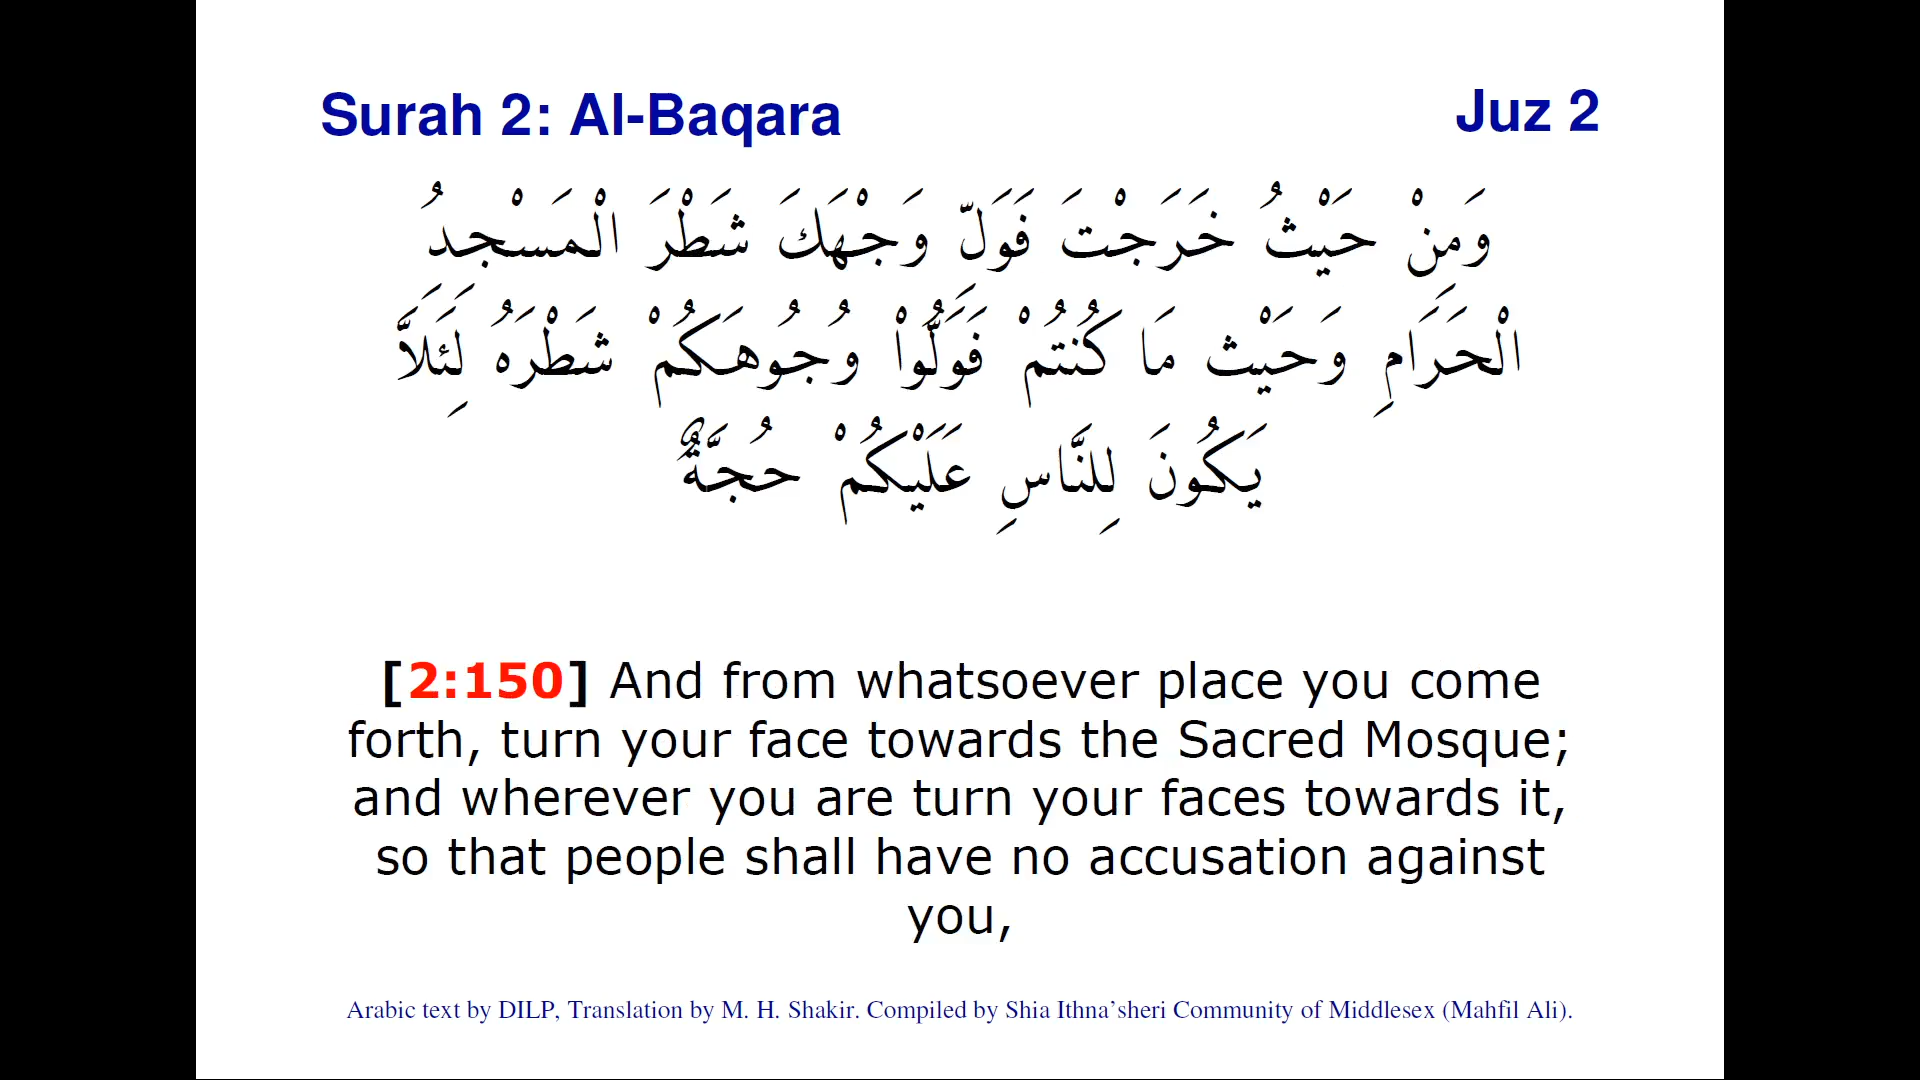 Surah 2: Al-Baqara Juz 2
وَمِنْ حَيْثُ خَرَجْتَ فَوَلِّ وَجْهَكَ شَطْرَ الْمَسْجِدُ
الْحَرَامِ وَحَيْث مَا كُنتُمْ فَوَلُّواْ وُجُوهَكُمْ شَطْرَهُ لِئَلاَّ
يَكُونَ لِلنَّاسِ عَلَيْكُمْ حُجَّةٌ
[2:150] And from whatsoever place you come
forth, turn your face towards the Sacred Mosque;
and wherever you are turn your faces towards it,
so that people shall have no accusation against
you,
Arabic text by DILP, Translation by M. H. Shakir. Compiled by Shia Ithna’sheri Community of Middlesex (Mahfil Ali).